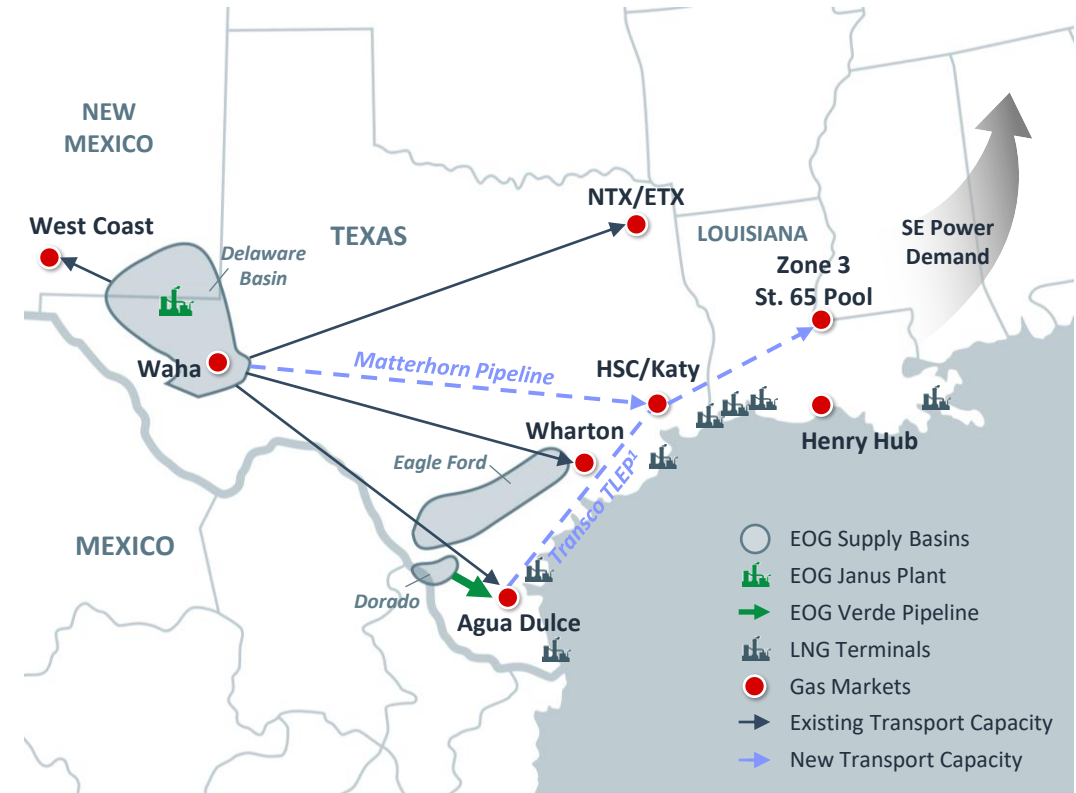 NEW
MEXICO
West Coast
TEXAS
Delaware
Basin
NTX/ETX
LOUISIANA
Zone 3
St. 65 Pool
SE Power
Demand
Waha
Matterhorn Pipeline
HSC/Katy
Wharton
Henry Hub
Eagle Ford
Transco TLEP¹
MEXICO
Dorado
Agua Dulce
EOG Supply Basins
EOG Janus Plant
EOG Verde Pipeline
LNG Terminals
Gas Markets
Existing Transport Capacity
New Transport Capacity